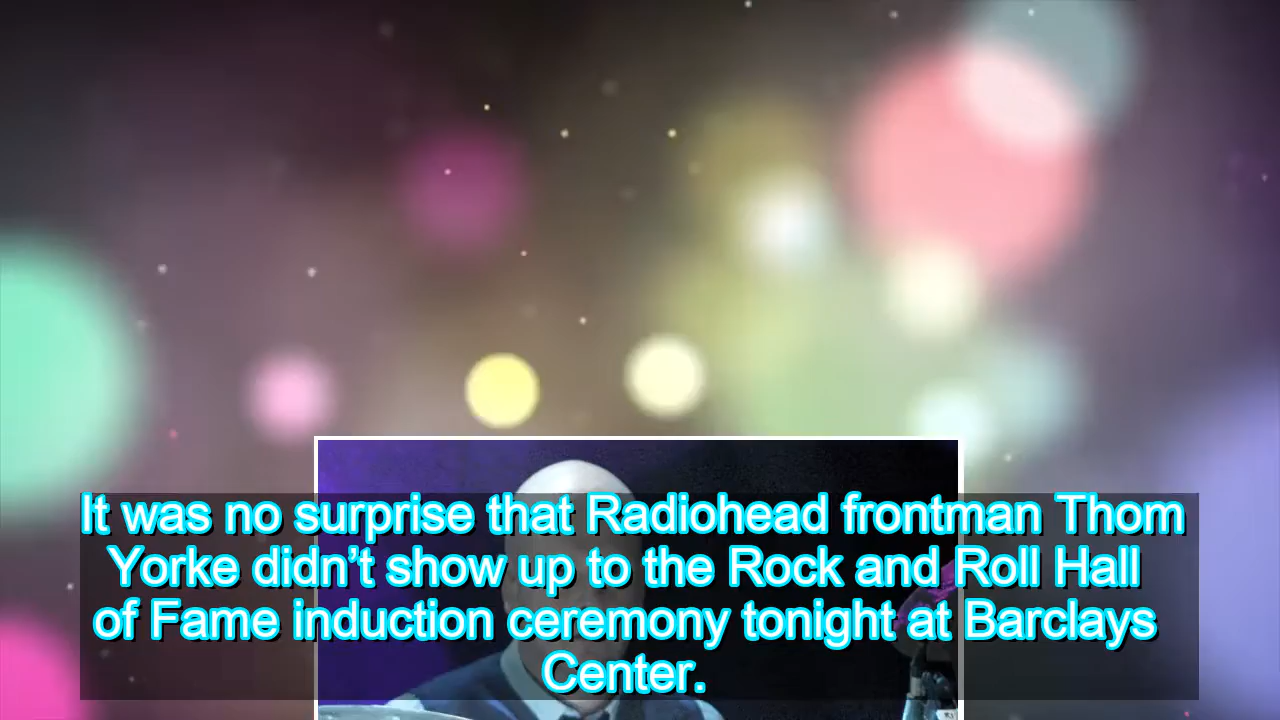 It was no surprise that Radiohead frontman Thom
Yorke didn’t show up to the Rock and Roll Hall
of Fame induction ceremony tonight at Barclays
Center.